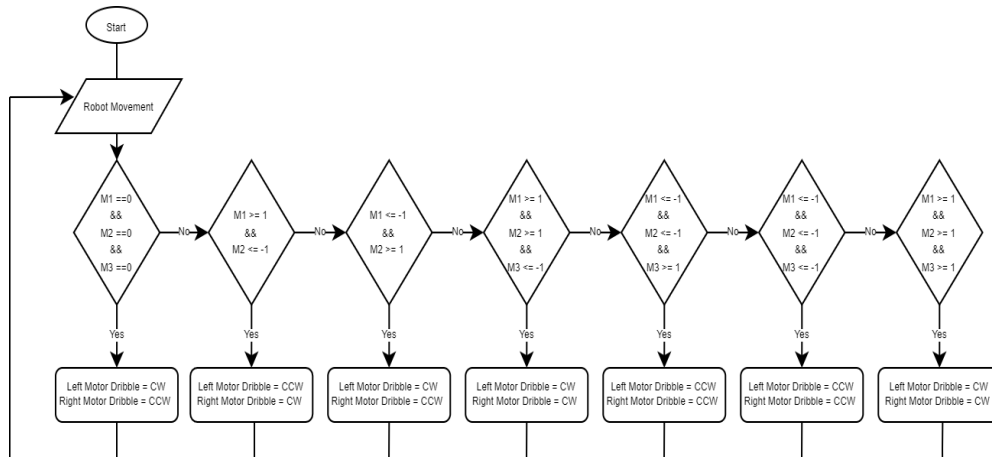 Start
Robot Movement
M1 ==0
&&
M2 ==0
&&
M3 ==0
No
M1 >= 1
&&
M2 <= -1
No
M1 <= -1
&&
M2 >= 1
No
M1 >= 1
&&
M2 >= 1
&&
M3 <= -1
No
M1 <= -1
&&
M2 <= -1
&&
M3 >= 1
No
M1 <= -1
&&
M2 <= -1
&&
M3 <= -1
No
M1 >= 1
&&
M2 >= 1
&&
M3 >= 1
Yes
Yes
Yes
Yes
Yes
Yes
Yes
Left Motor Dribble = CW
Right Motor Dribble = CCW
Left Motor Dribble = CCW
Right Motor Dribble = CW
Left Motor Dribble = CW
Right Motor Dribble = CCW
Left Motor Dribble = CW
Right Motor Dribble = CW
Left Motor Dribble = CCW
Right Motor Dribble = CCW
Left Motor Dribble = CCW
Right Motor Dribble = CCW
Left Motor Dribble = CW
Right Motor Dribble = CW